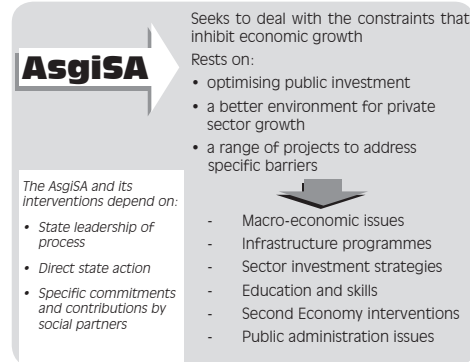 AsgiSA
Seeks to deal with the constraints that
inhibit economic growth
Rests on:
• optimising public investment
• a better environment for private
sector growth
• a range of projects to address
specific barriers
The AsgiSA and its
interventions depend on:
• State leadership of
process
• Direct state action
• Specific commitments
and contributions by
social partners
- Macro-economic issues
- Infrastructure programmes
- Sector investment strategies
- Education and skills
- Second Economy interventions
- Public administration issues